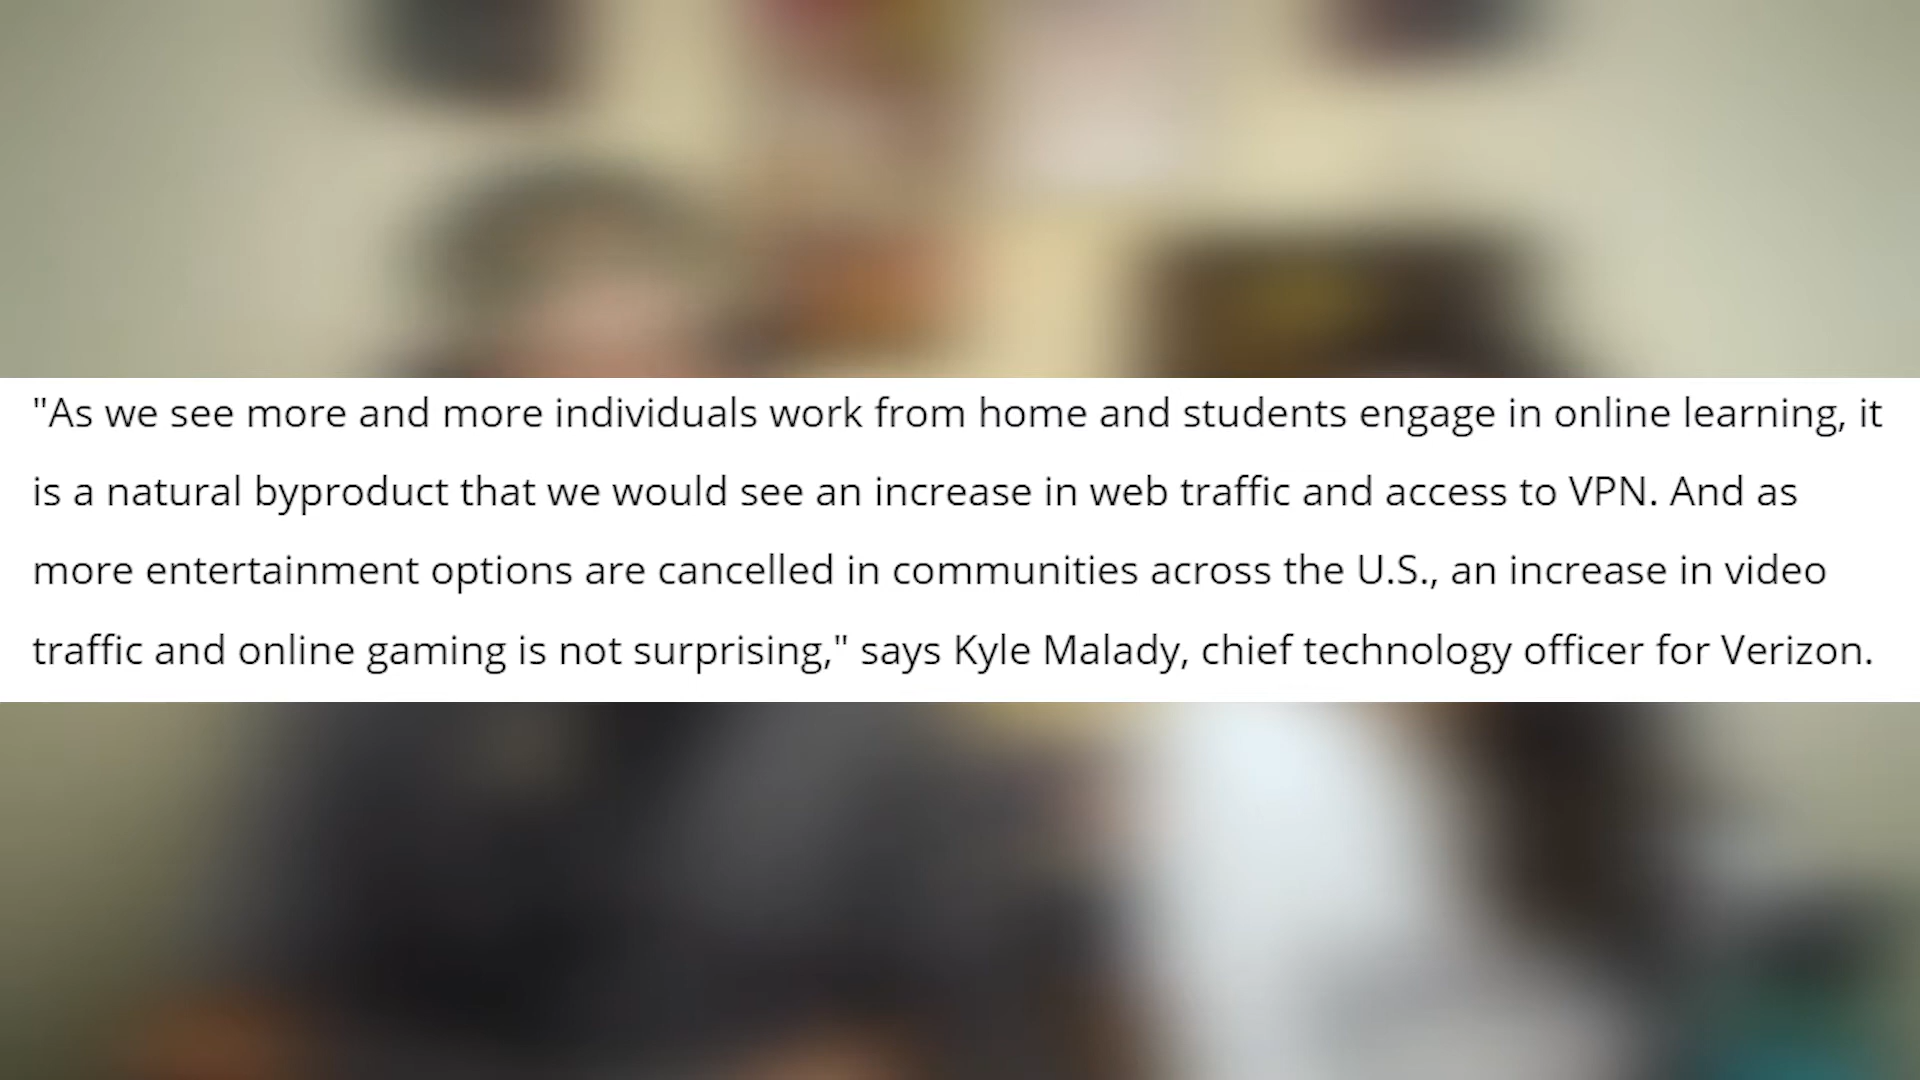 "As we see more and more individuals work from home and students engage in online learning, it
is a natural byproduct that we would see an increase in web traffic and access to VPN. And as
more entertainment options are cancelled in communities across the U.S., an increase in video
traffic and online gaming is not surprising," says Kyle Malady, chief technology officer for Verizon.